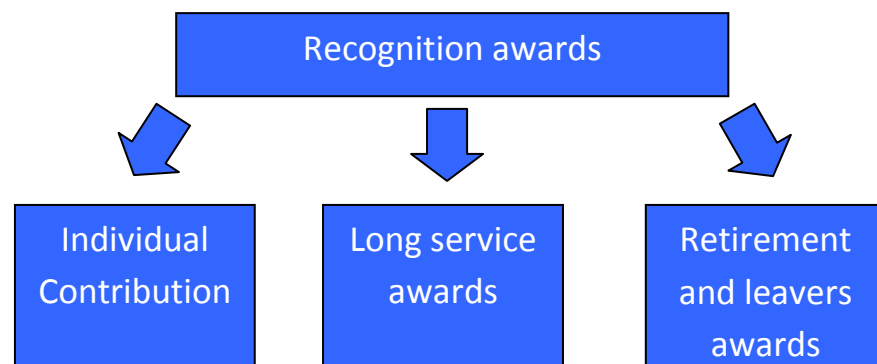 Recognition awards
Individual
Contribution
Long service
awards
Retirement
and leavers
awards